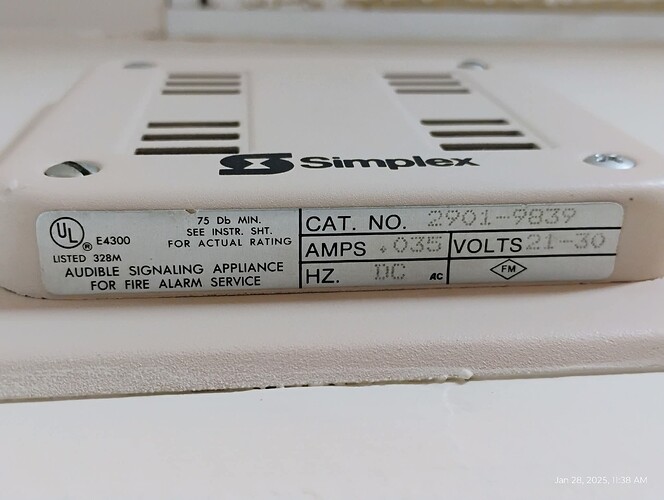 Simplex
UL
® E4300
LISTED 328M
75 Db MIN.
SEE INSTR. SHT.
FOR ACTUAL RATING
AUDIBLE SIGNALING APPLIANCE
FOR FIRE ALARM SERVICE
CAT. NO. 2901-9839
AMPS .035 VOLTS 21-30
HZ. DC AC
FM
Jan 28, 2025, 11:38 AM